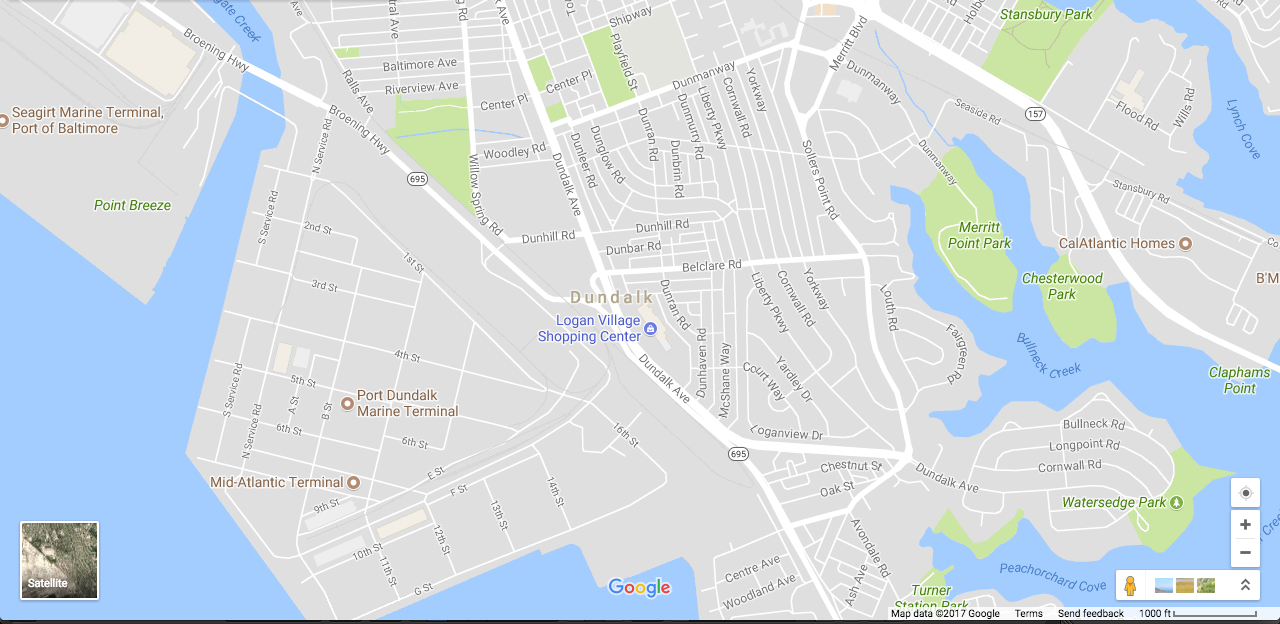 Stansbury Park
Shipway
Merritt Blvd
Broening Hwy
Baltimore Ave
Riverview Ave
Center Pl
Center Pl
Playfield St
Dunmanway
Yorkway
Dunmanway
Ralls Ave
Seagirt Marine Terminal,
Port of Baltimore
Broening Hwy
N Service Rd
Dunran Rd
Dunmurry Rd
Liberty Pkwy
Cornwall Rd
Seaside Rd
157
Flood Rd
Wills Rd
Lynch Cove
Woodley Rd
Dundalk Ave
Duneer Rd
Dunglow Rd
Dunbrin Rd
Sollers Point Rd
Dunmanway
695
Willow Spring Rd
Stansbury Rd
Point Breeze
S Service Rd
2nd St
1st St
Dunhill Rd
Dunhill Rd
Dunbar Rd
Merritt
Point Park
CalAtlantic Homes
Belclare Rd
3rd St
Dundalk
Dunran Rd
Liberty Pkwy
Cornwall Rd
Yorkway
Louth Rd
Chesterwood
Park
B'M
Logan Village
Shopping Center
4th St
Dunhaven Rd
McShane Way
Dundalk Ave
Court Way
Yardley Dr
Fairgreen Rd
Bullneck Creek
Claphams
Point
S Service Rd
5th St
A St
B St
Port Dundalk
Marine Terminal
N Service Rd
6th St
6th St
16th St
Loganview Dr
695
Bullneck Rd
Longpoint Rd
Cornwall Rd
Chestnut St
Oak St
Dundalk Ave
Mid-Atlantic Terminal
E St
F St
14th St
13th St
12th St
11th St
9th St
10th St
G St
Watersedge Park
Avondale Rd
Ash Ave
Centre Ave
Woodland Ave
Peachorchard Cove
Turner
Station Park
Satellite
Google
Map data ©2017 Google Terms Send feedback 1000 ft